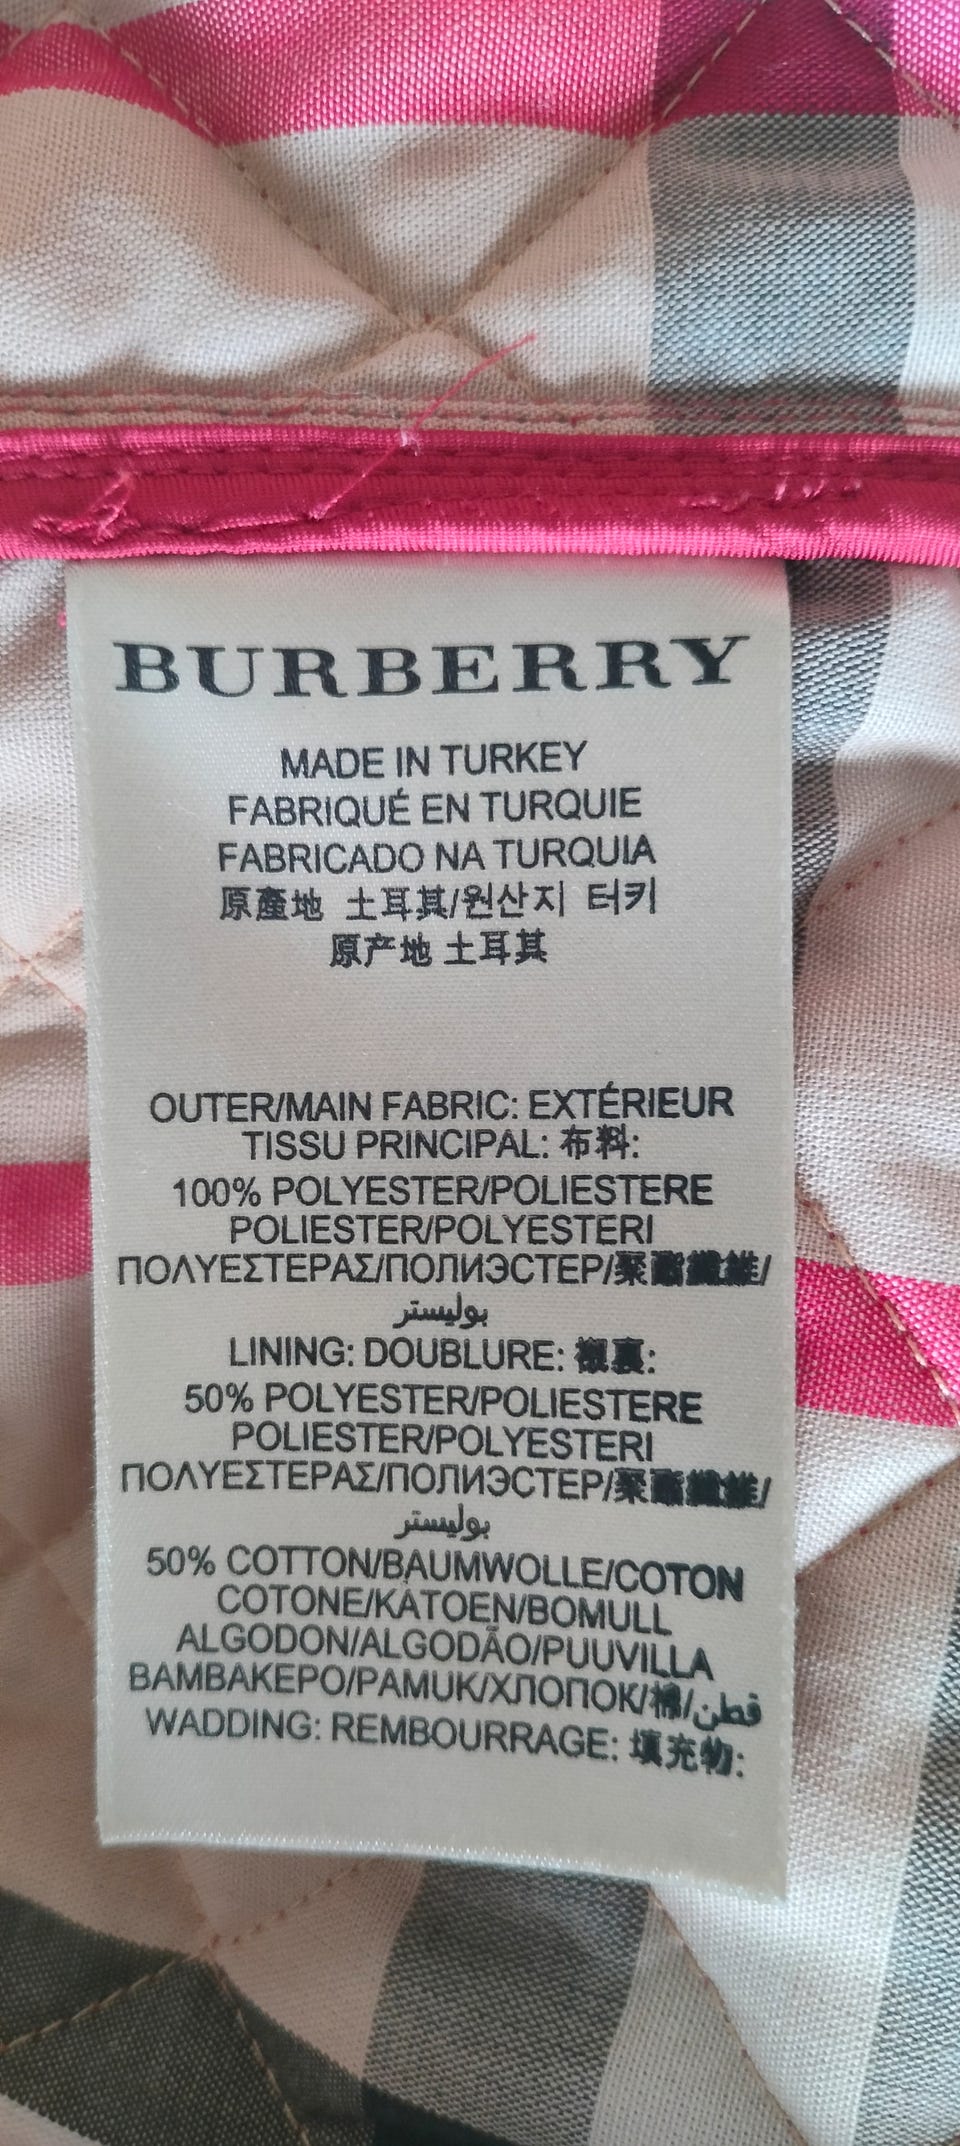 BURBERRY
MADE IN TURKEY
FABRIQUÉ EN TURQUIE
FABRICADO NA TURQUIA
原產地 土耳其/원산지 터키
原产地 土耳其
OUTER/MAIN FABRIC: EXTÉRIEUR
TISSU PRINCIPAL: 布料:
100% POLYESTER/POLIESTERE
POLIESTER/POLYESTERI
ΠΟΛΥΕΣΤΕΡΑΣ/ПОЛИЭСТЕР/聚酯纖維/
بوليستر
LINING: DOUBLURE: 襯裏:
50% POLYESTER/POLIESTERE
POLIESTER/POLYESTERI
ΠΟΛΥΕΣΤΕΡΑΣ/ПОЛИЭСТЕР/聚酯纖維/
بوليستر
50% COTTON/BAUMWOLLE/COTON
COTONE/KATOEN/BOMULL
ALGODON/ALGODÃO/PUUVILLA
ΒΑΜΒΑΚΕΡΟ/PAMUK/ХЛОПОК/棉/قطن
WADDING: REMBOURRAGE: 填充物: